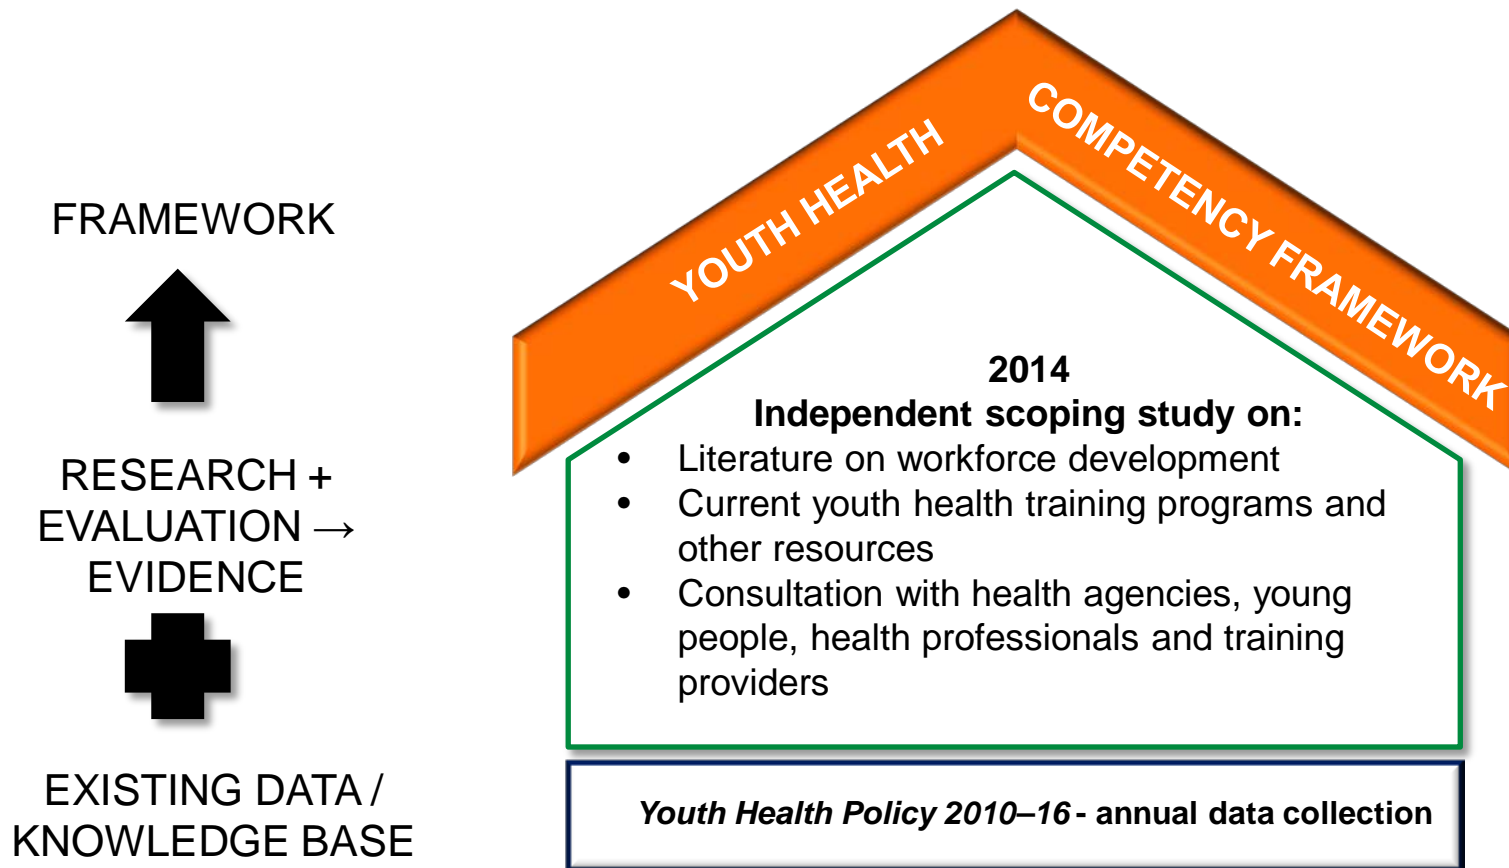 FRAMEWORK
RESEARCH +
EVALUATION →
EVIDENCE
EXISTING DATA /
KNOWLEDGE BASE
YOUTH HEALTH
COMPETENCY FRAMEWORK
2014
Independent scoping study on:
• Literature on workforce development
• Current youth health training programs and
other resources
• Consultation with health agencies, young
people, health professionals and training
providers
Youth Health Policy 2010–16 - annual data collection